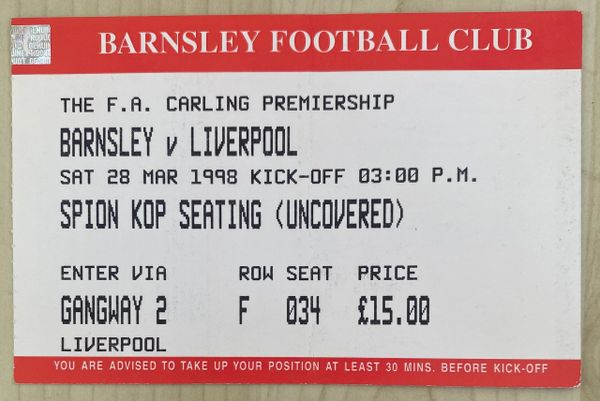 BARNSLEY FOOTBALL CLUB
THE F.A. CARLING PREMIERSHIP
BARNSLEY v LIVERPOOL
SAT 28 MAR 1998 KICK-OFF 03:00 P.M.
SPION KOP SEATING (UNCOVERED)
ENTER VIA ROW SEAT PRICE
GANGWAY 2 F 034 £15.00
LIVERPOOL
YOU ARE ADVISED TO TAKE UP YOUR POSITION AT LEAST 30 MINS. BEFORE KICK-OFF